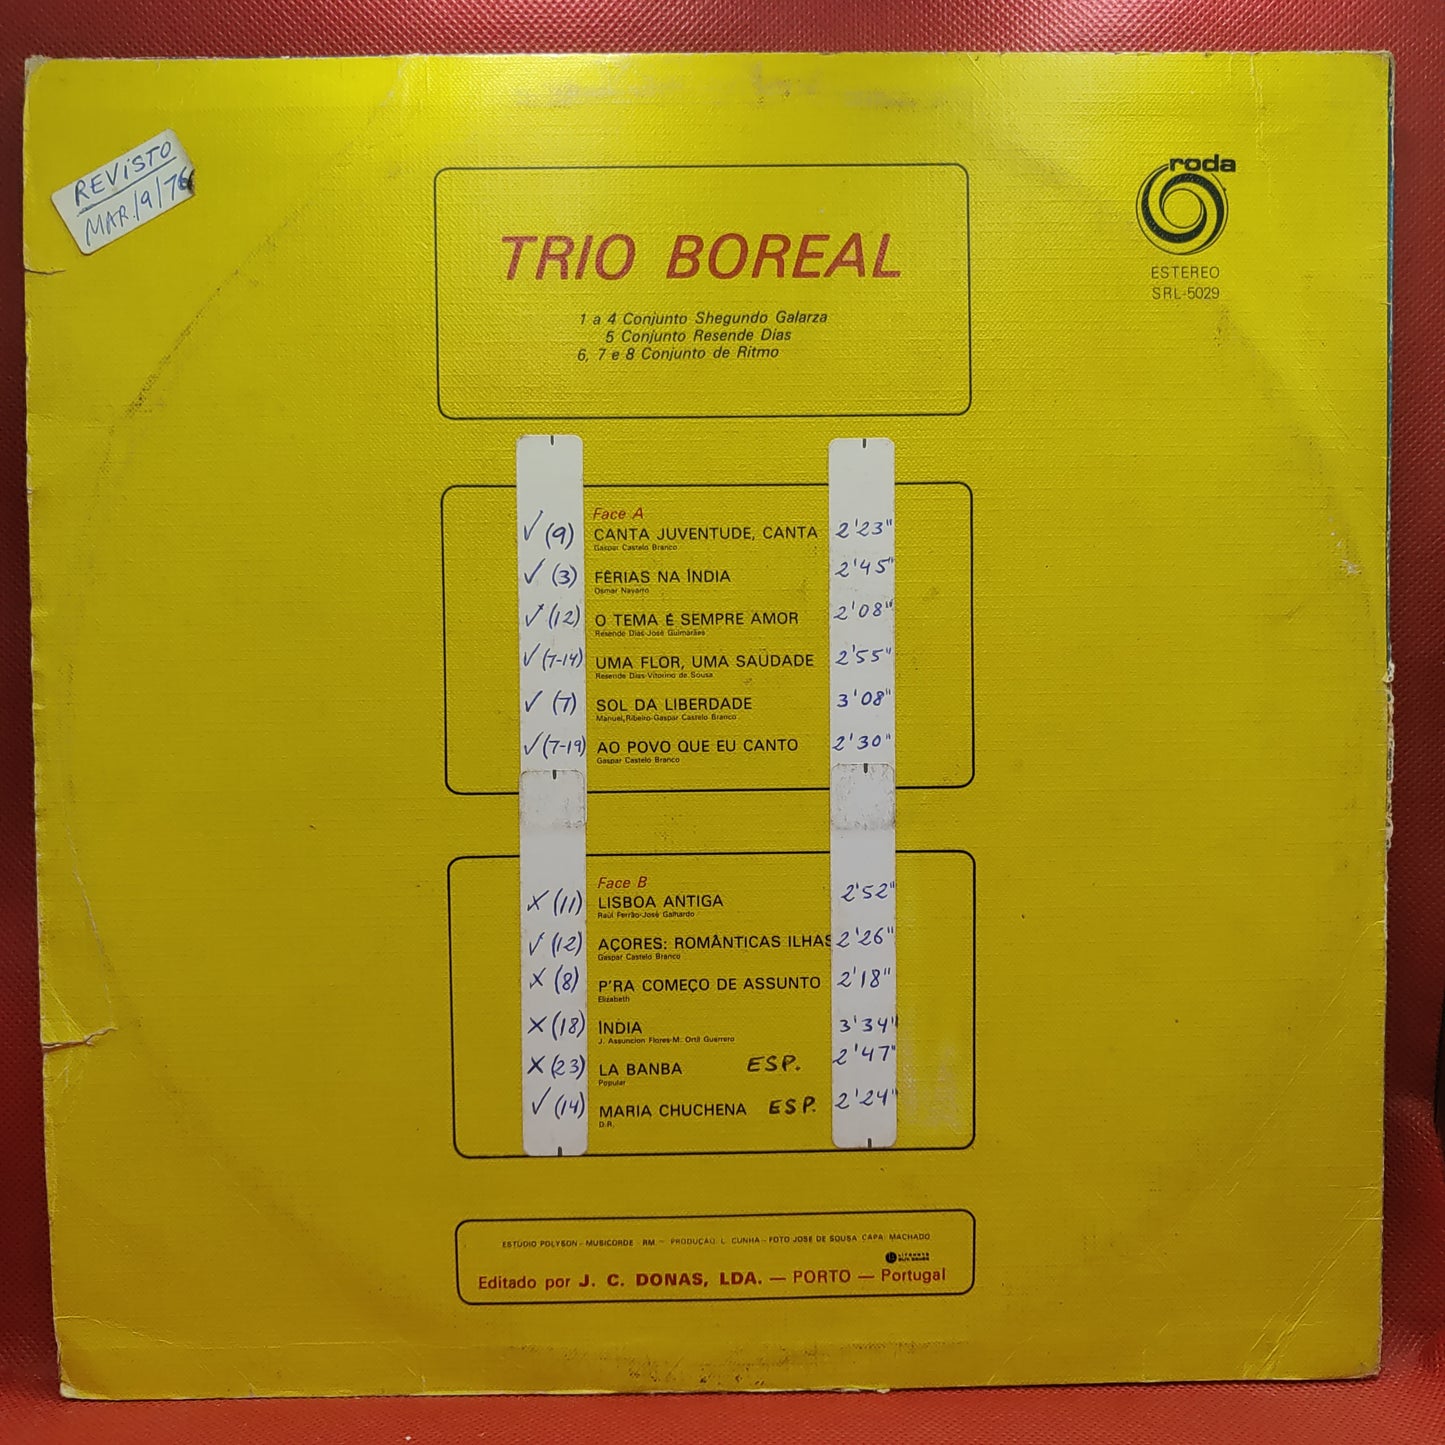 REVISTO
MAR./9/76
roda
ESTEREO
SRL-5029
TRIO BOREAL
1 a 4 Conjunto Shegundo Galarza
5 Conjunto Resende Dias
6, 7 e 8 Conjunto de Ritmo
Face A
✓ (9) CANTA JUVENTUDE, CANTA 2'23"
Gaspar Castelo Branco
✓ (3) FÉRIAS NA ÍNDIA 2'45"
Osmar Navarro
✓ (12) O TEMA É SEMPRE AMOR 2'08"
Resende Dias-José Guimarães
✓ (7-14) UMA FLOR, UMA SAÜDADE 2'55"
Resende Dias-Vitorino de Sousa
✓ (7) SOL DA LIBERDADE 3'08"
Manuel,Ribeiro-Gaspar Castelo Branco
✓ (7-19) AO POVO QUE EU CANTO 2'30"
Gaspar Castelo Branco
Face B
X (11) LISBOA ANTIGA 2'52"
Raúl Ferrão-José Galhardo
✓ (12) AÇORES: ROMÂNTICAS ILHAS 2'26"
Gaspar Castelo Branco
X (8) P'RA COMEÇO DE ASSUNTO 2'18"
Elizabeth
X (18) ÍNDIA 3'34"
J. Assuncion Flores-M. Ortil Guerrero
X (23) LA BANBA ESP. 2'47"
Popular
✓ (14) MARIA CHUCHENA ESP. 2'24"
D.R.
ESTÚDIO POLYSON - MUSICORDE - RM - PRODUÇÃO: L. CUNHA - FOTO JOSÉ DE SOUSA CAPA: MACHADO
Editado por J. C. DONAS, LDA. — PORTO — Portugal